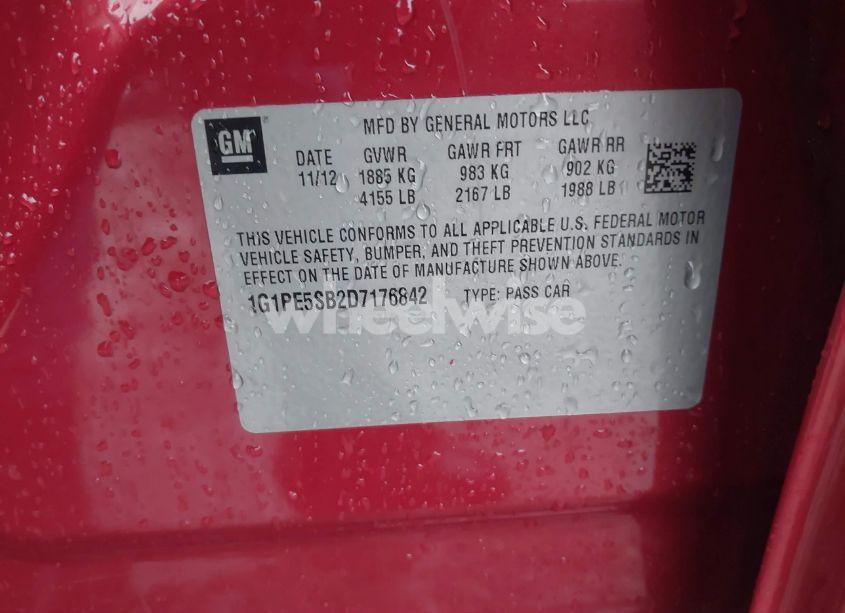 GM
MFD BY GENERAL MOTORS LLC
DATE GVWR GAWR FRT GAWR RR
11/12 1885 KG 983 KG 902 KG
4155 LB 2167 LB 1988 LB
THIS VEHICLE CONFORMS TO ALL APPLICABLE U.S. FEDERAL MOTOR
VEHICLE SAFETY, BUMPER, AND THEFT PREVENTION STANDARDS IN
EFFECT ON THE DATE OF MANUFACTURE SHOWN ABOVE.
1G1PE5SB2D7176842 TYPE: PASS CAR
wheelwise